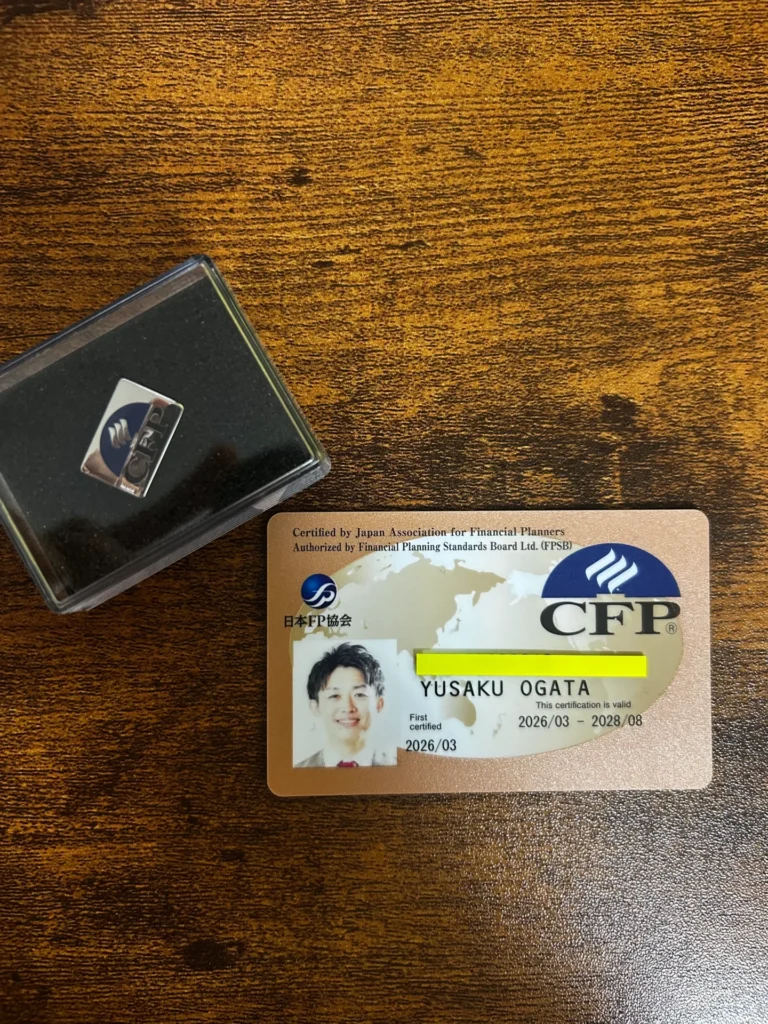 CFP
Certified by Japan Association for Financial Planners
Authorized by Financial Planning Standards Board Ltd. (FPSB)
日本FP協会
CFP®
YUSAKU OGATA
This certification is valid
First
certified
2026/03 - 2028/08
2026/03